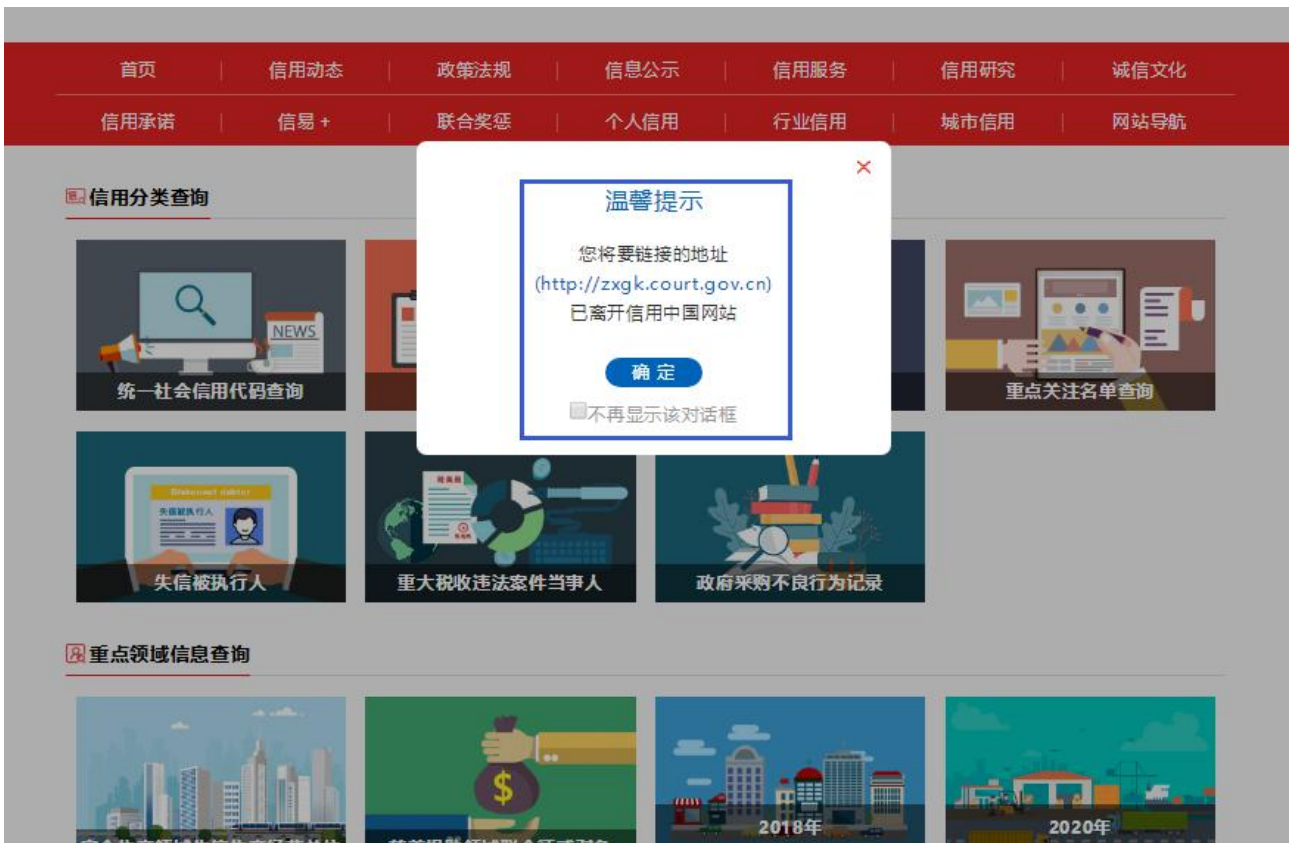 首页
信用动态
政策法规
信息公示
信用服务
信用研究
诚信文化
信用承诺
信易 +
联合奖惩
个人信用
行业信用
城市信用
网站导航
信用分类查询
温馨提示
您将要链接的地址
(http://zxgk.court.gov.cn)
已离开信用中国网站
确 定
不再显示该对话框
NEWS
统一社会信用代码查询
重点关注名单查询
Dishonest debtor
失信被执行人
失信被执行人
重大税收违法案件当事人
政府采购不良行为记录
重点领域信息查询
$
2018年
2020年